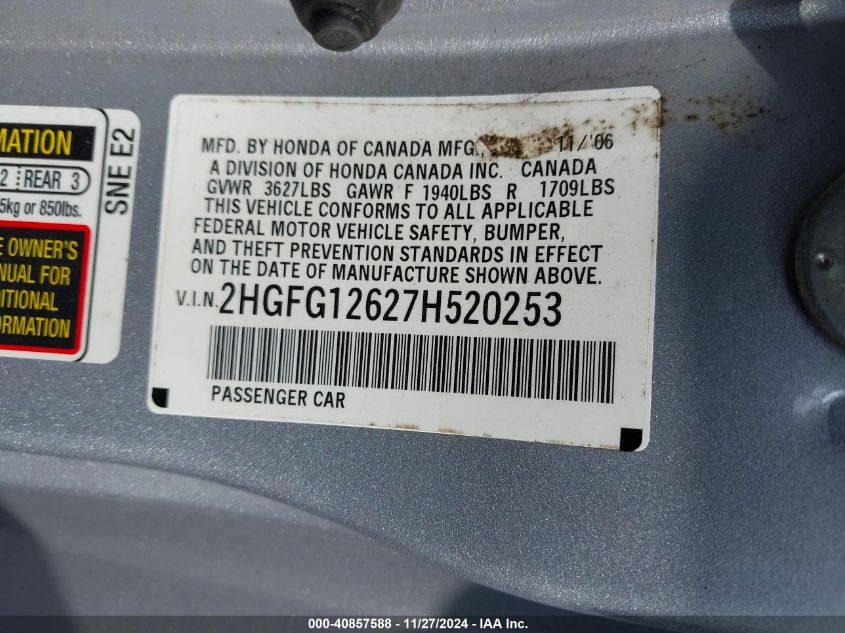 MATION
2 REAR 3
5kg or 850lbs.
E OWNER'S
NUAL FOR
DITIONAL
FORMATION
SNE E2
MFD. BY HONDA OF CANADA MFG., 11/'06
A DIVISION OF HONDA CANADA INC. CANADA
GVWR 3627LBS GAWR F 1940LBS R 1709LBS
THIS VEHICLE CONFORMS TO ALL APPLICABLE
FEDERAL MOTOR VEHICLE SAFETY, BUMPER,
AND THEFT PREVENTION STANDARDS IN EFFECT
ON THE DATE OF MANUFACTURE SHOWN ABOVE.
V.I.N. 2HGFG12627H520253
PASSENGER CAR
000-40857588 - 11/27/2024 - IAA Inc.